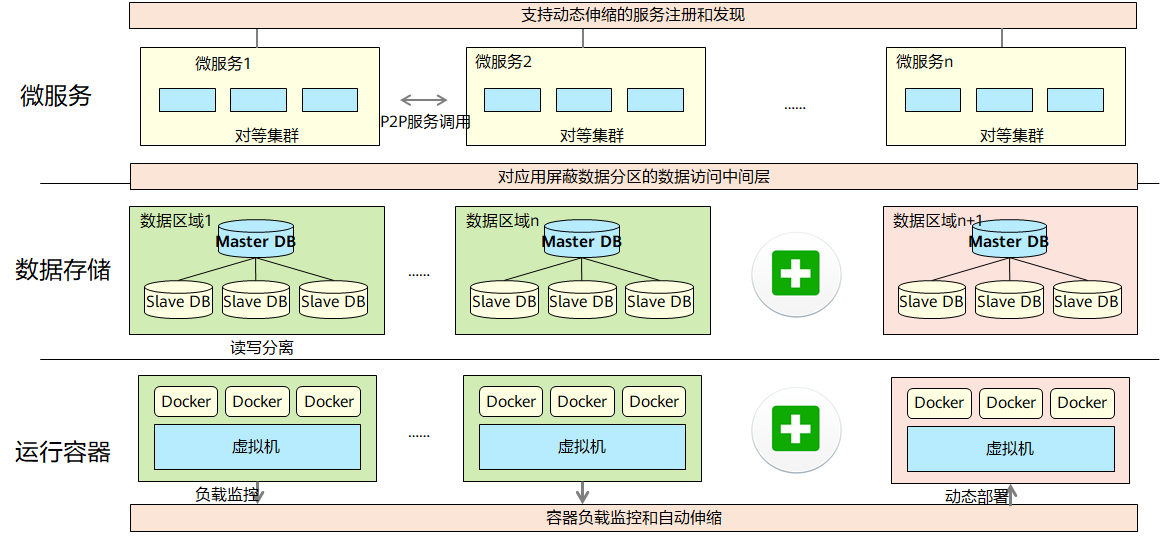 支持动态伸缩的服务注册和发现
微服务
微服务1
对等集群
P2P服务调用
微服务2
对等集群
......
微服务n
对等集群
对应用屏蔽数据分区的数据访问中间层
数据存储
数据区域1
Master DB
Slave DB Slave DB Slave DB
读写分离
......
数据区域n
Master DB
Slave DB Slave DB Slave DB
数据区域n+1
Master DB
Slave DB Slave DB Slave DB
运行容器
Docker Docker Docker
虚拟机
负载监控
......
Docker Docker Docker
虚拟机
Docker Docker Docker
虚拟机
动态部署
容器负载监控和自动伸缩